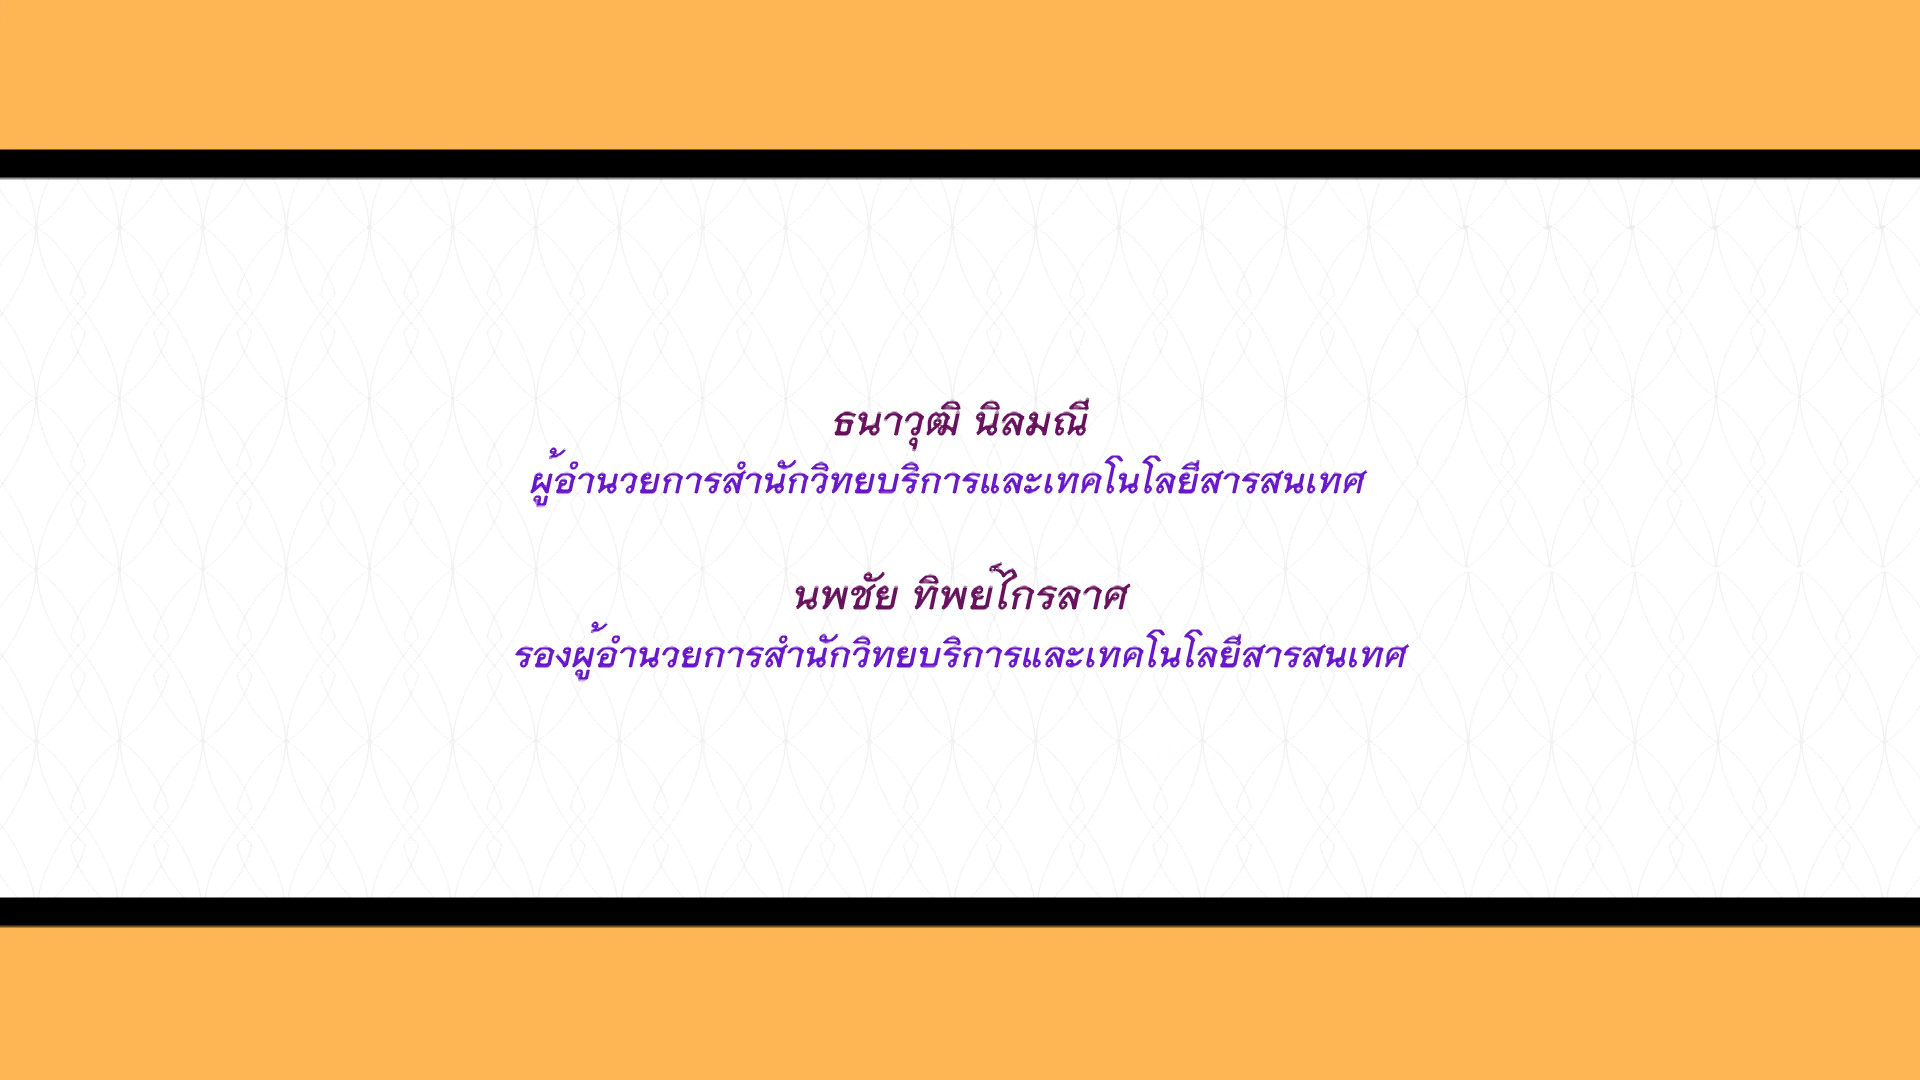 ธนาวุฒิ นิลมณี
ผู้อำนวยการสำนักวิทยบริการและเทคโนโลยีสารสนเทศ
นพชัย ทิพย์ไกรลาศ
รองผู้อำนวยการสำนักวิทยบริการและเทคโนโลยีสารสนเทศ